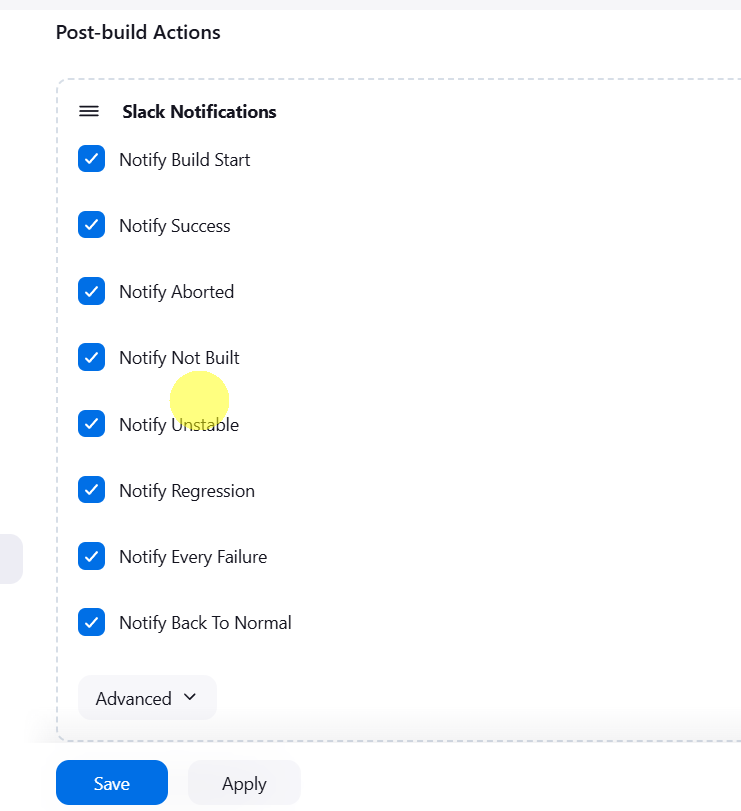 Post-build Actions
Slack Notifications
Notify Build Start
Notify Success
Notify Aborted
Notify Not Built
Notify Unstable
Notify Regression
Notify Every Failure
Notify Back To Normal
Advanced
Save Apply